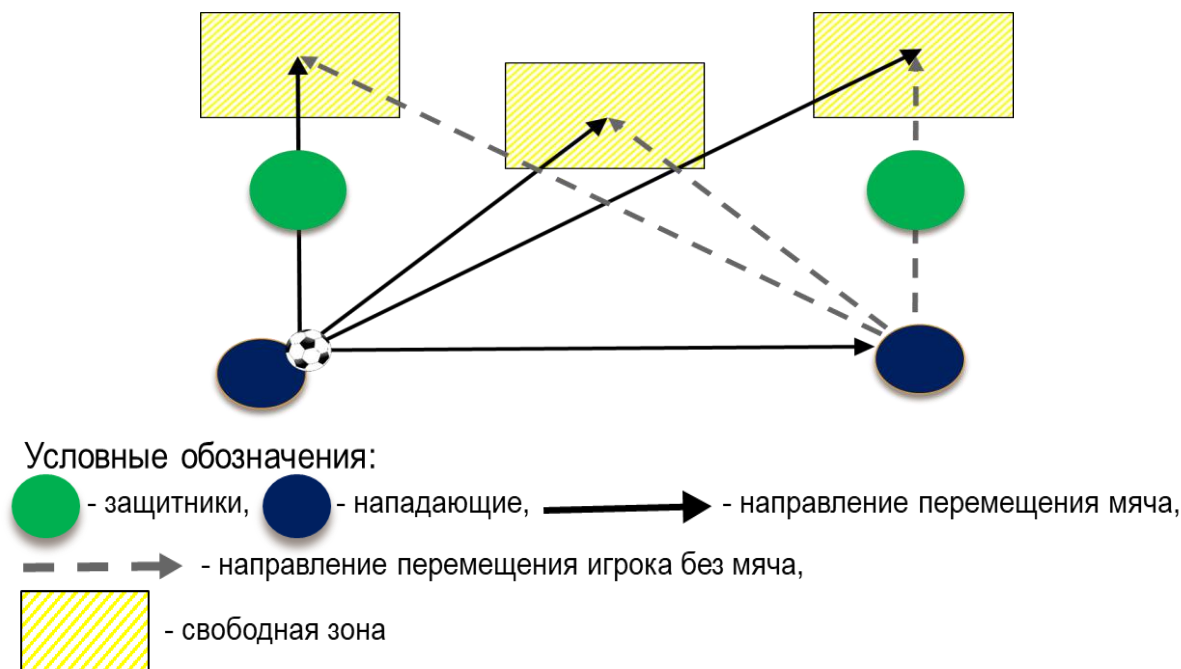 Условные обозначения:
- защитники, - нападающие, - направление перемещения мяча,
- направление перемещения игрока без мяча,
- свободная зона